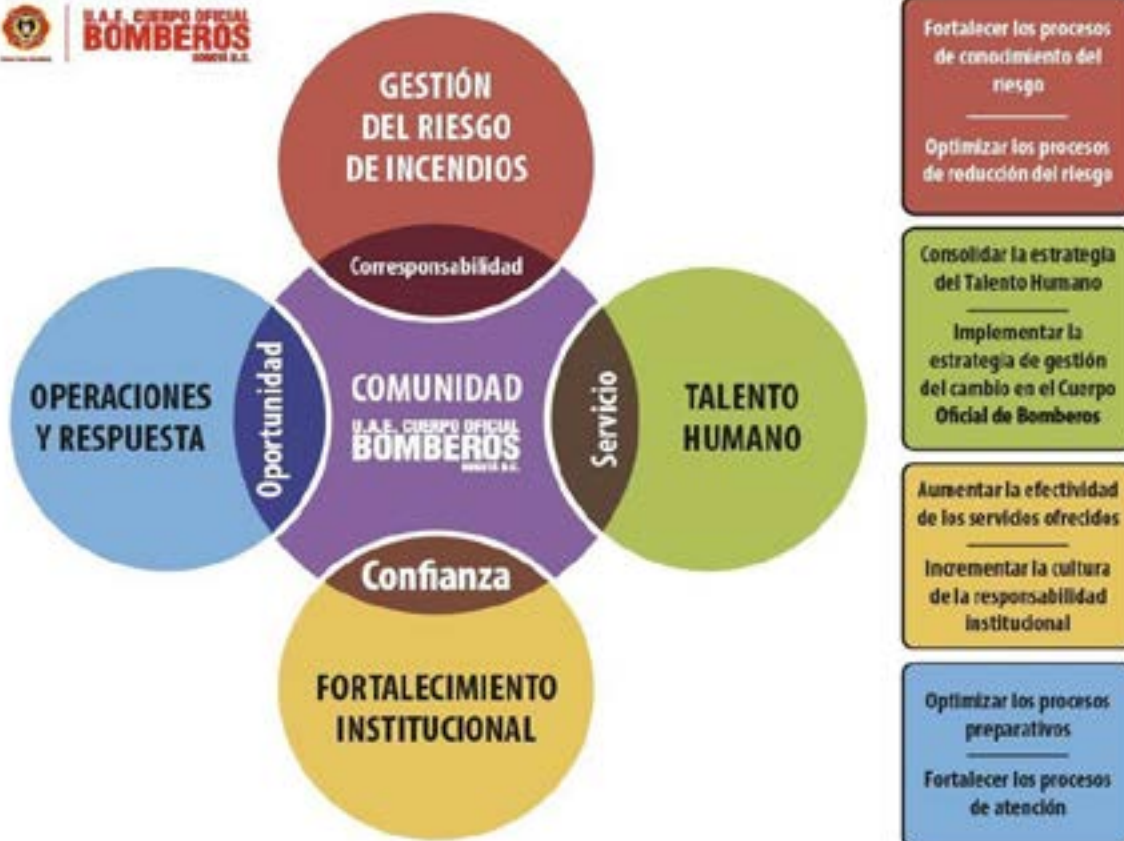 U.A.E. CUERPO OFICIAL
BOMBEROS
BOGOTÁ D.C.
GESTIÓN
DEL RIESGO
DE INCENDIOS
Corresponsabilidad
OPERACIONES
Y RESPUESTA
Oportunidad
COMUNIDAD
U.A.E. CUERPO OFICIAL
BOMBEROS
BOGOTÁ D.C.
Servicio
TALENTO
HUMANO
Confianza
FORTALECIMIENTO
INSTITUCIONAL
Fortalecer los procesos
de conocimiento del
riesgo
Optimizar los procesos
de reducción del riesgo
Consolidar la estrategia
del Talento Humano
Implementar la
estrategia de gestión
del cambio en el Cuerpo
Oficial de Bomberos
Aumentar la efectividad
de los servicios ofrecidos
Incrementar la cultura
de la responsabilidad
institucional
Optimizar los procesos
preparativos
Fortalecer los procesos
de atención